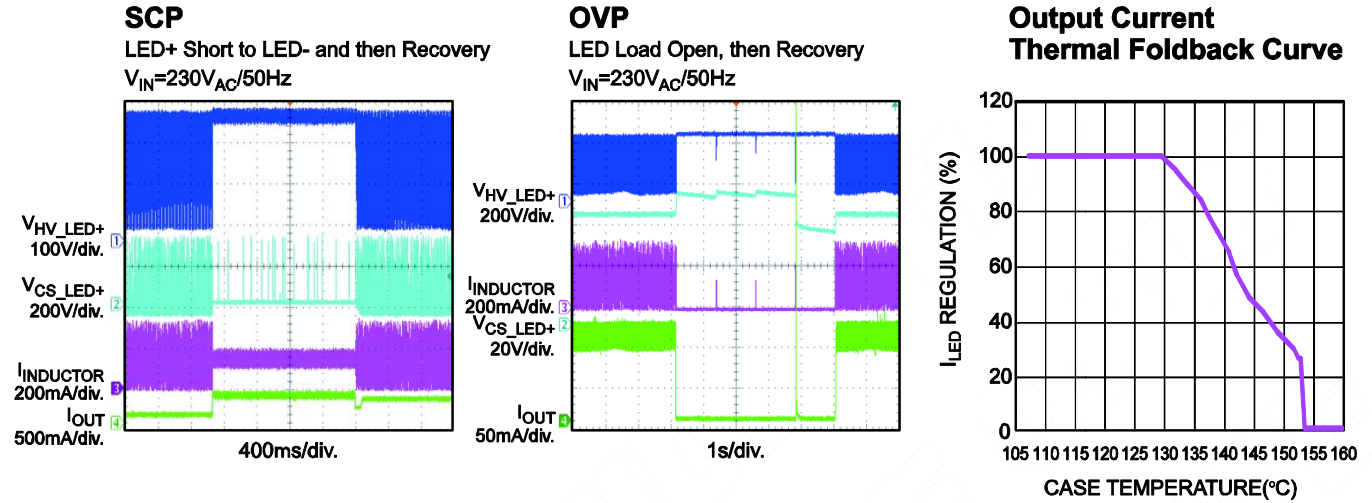 SCP
LED+ Short to LED- and then Recovery
VIN=230VAC/50Hz
VHV_LED+
100V/div.
1
VCS_LED+
200V/div.
2
IINDUCTOR
200mA/div.
3
IOUT
500mA/div.
4
400ms/div.
OVP
LED Load Open, then Recovery
VIN=230VAC/50Hz
VHV_LED+
200V/div.
1
IINDUCTOR
200mA/div.
3
VCS_LED+
20V/div.
2
IOUT
50mA/div.
4
1s/div.
Output Current
Thermal Foldback Curve
ILED REGULATION (%)
120
100
80
60
40
20
0
105 110 115 120 125 130 135 140 145 150 155 160
CASE TEMPERATURE(°C)